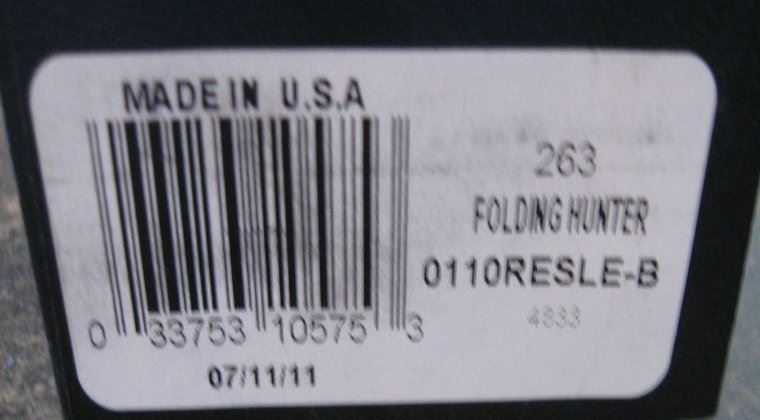 MADE IN U.S.A
263
FOLDING HUNTER
0110RESLE-B
4833
0 33753 10575 3
07/11/11